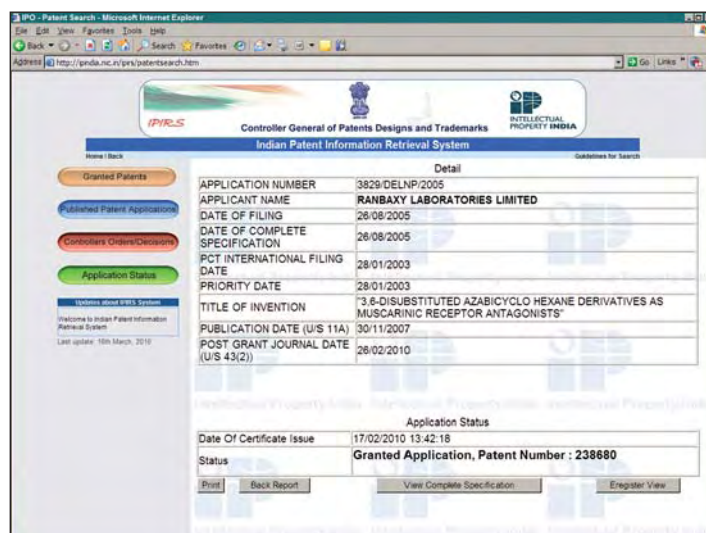 IPO - Patent Search - Microsoft Internet Explorer
File Edit View Favorites Tools Help
Back Search Favorites
Address http://ipindia.nic.in/ipirs/patentsearch.htm Go Links
IPIRS
Controller General of Patents Designs and Trademarks
INTELLECTUAL
PROPERTY INDIA
Indian Patent Information Retrieval System
Home | Back Guidelines for Search
Granted Patents
Published Patent Applications
Controllers Orders/Decisions
Application Status
Updates about IPIRS System
Welcome to Indian Patent Information
Retrieval System
Last update: 16th March, 2010
Detail
APPLICATION NUMBER 3829/DELNP/2005
APPLICANT NAME RANBAXY LABORATORIES LIMITED
DATE OF FILING 26/08/2005
DATE OF COMPLETE
SPECIFICATION 26/08/2005
PCT INTERNATIONAL FILING
DATE 28/01/2003
PRIORITY DATE 28/01/2003
TITLE OF INVENTION "3,6-DISUBSTITUTED AZABICYCLO HEXANE DERIVATIVES AS
MUSCARINIC RECEPTOR ANTAGONISTS"
PUBLICATION DATE (U/S 11A) 30/11/2007
POST GRANT JOURNAL DATE
(U/S 43(2)) 26/02/2010
Application Status
Date Of Certificate Issue 17/02/2010 13:42:18
Status Granted Application, Patent Number : 238680
Print Back Report View Complete Specification Eregister View